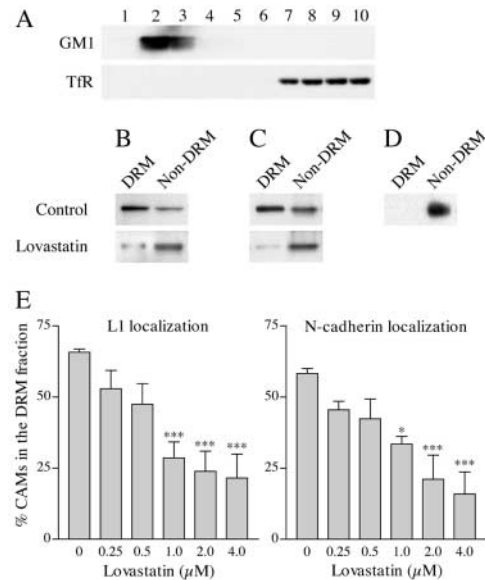 A
1 2 3 4 5 6 7 8 9 10
GM1
TfR
B C D
DRM Non-DRM DRM Non-DRM DRM Non-DRM
Control
Lovastatin
E
L1 localization
% CAMs in the DRM fraction
75
50
25
0
*** *** ***
0 0.25 0.5 1.0 2.0 4.0
Lovastatin (µM)
N-cadherin localization
75
50
25
0
* *** ***
0 0.25 0.5 1.0 2.0 4.0
Lovastatin (µM)